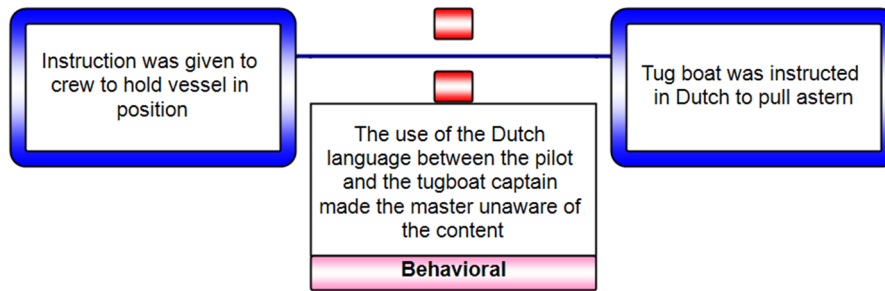 Instruction was given to
crew to hold vessel in
position
Tug boat was instructed
in Dutch to pull astern
The use of the Dutch
language between the pilot
and the tugboat captain
made the master unaware of
the content
Behavioral